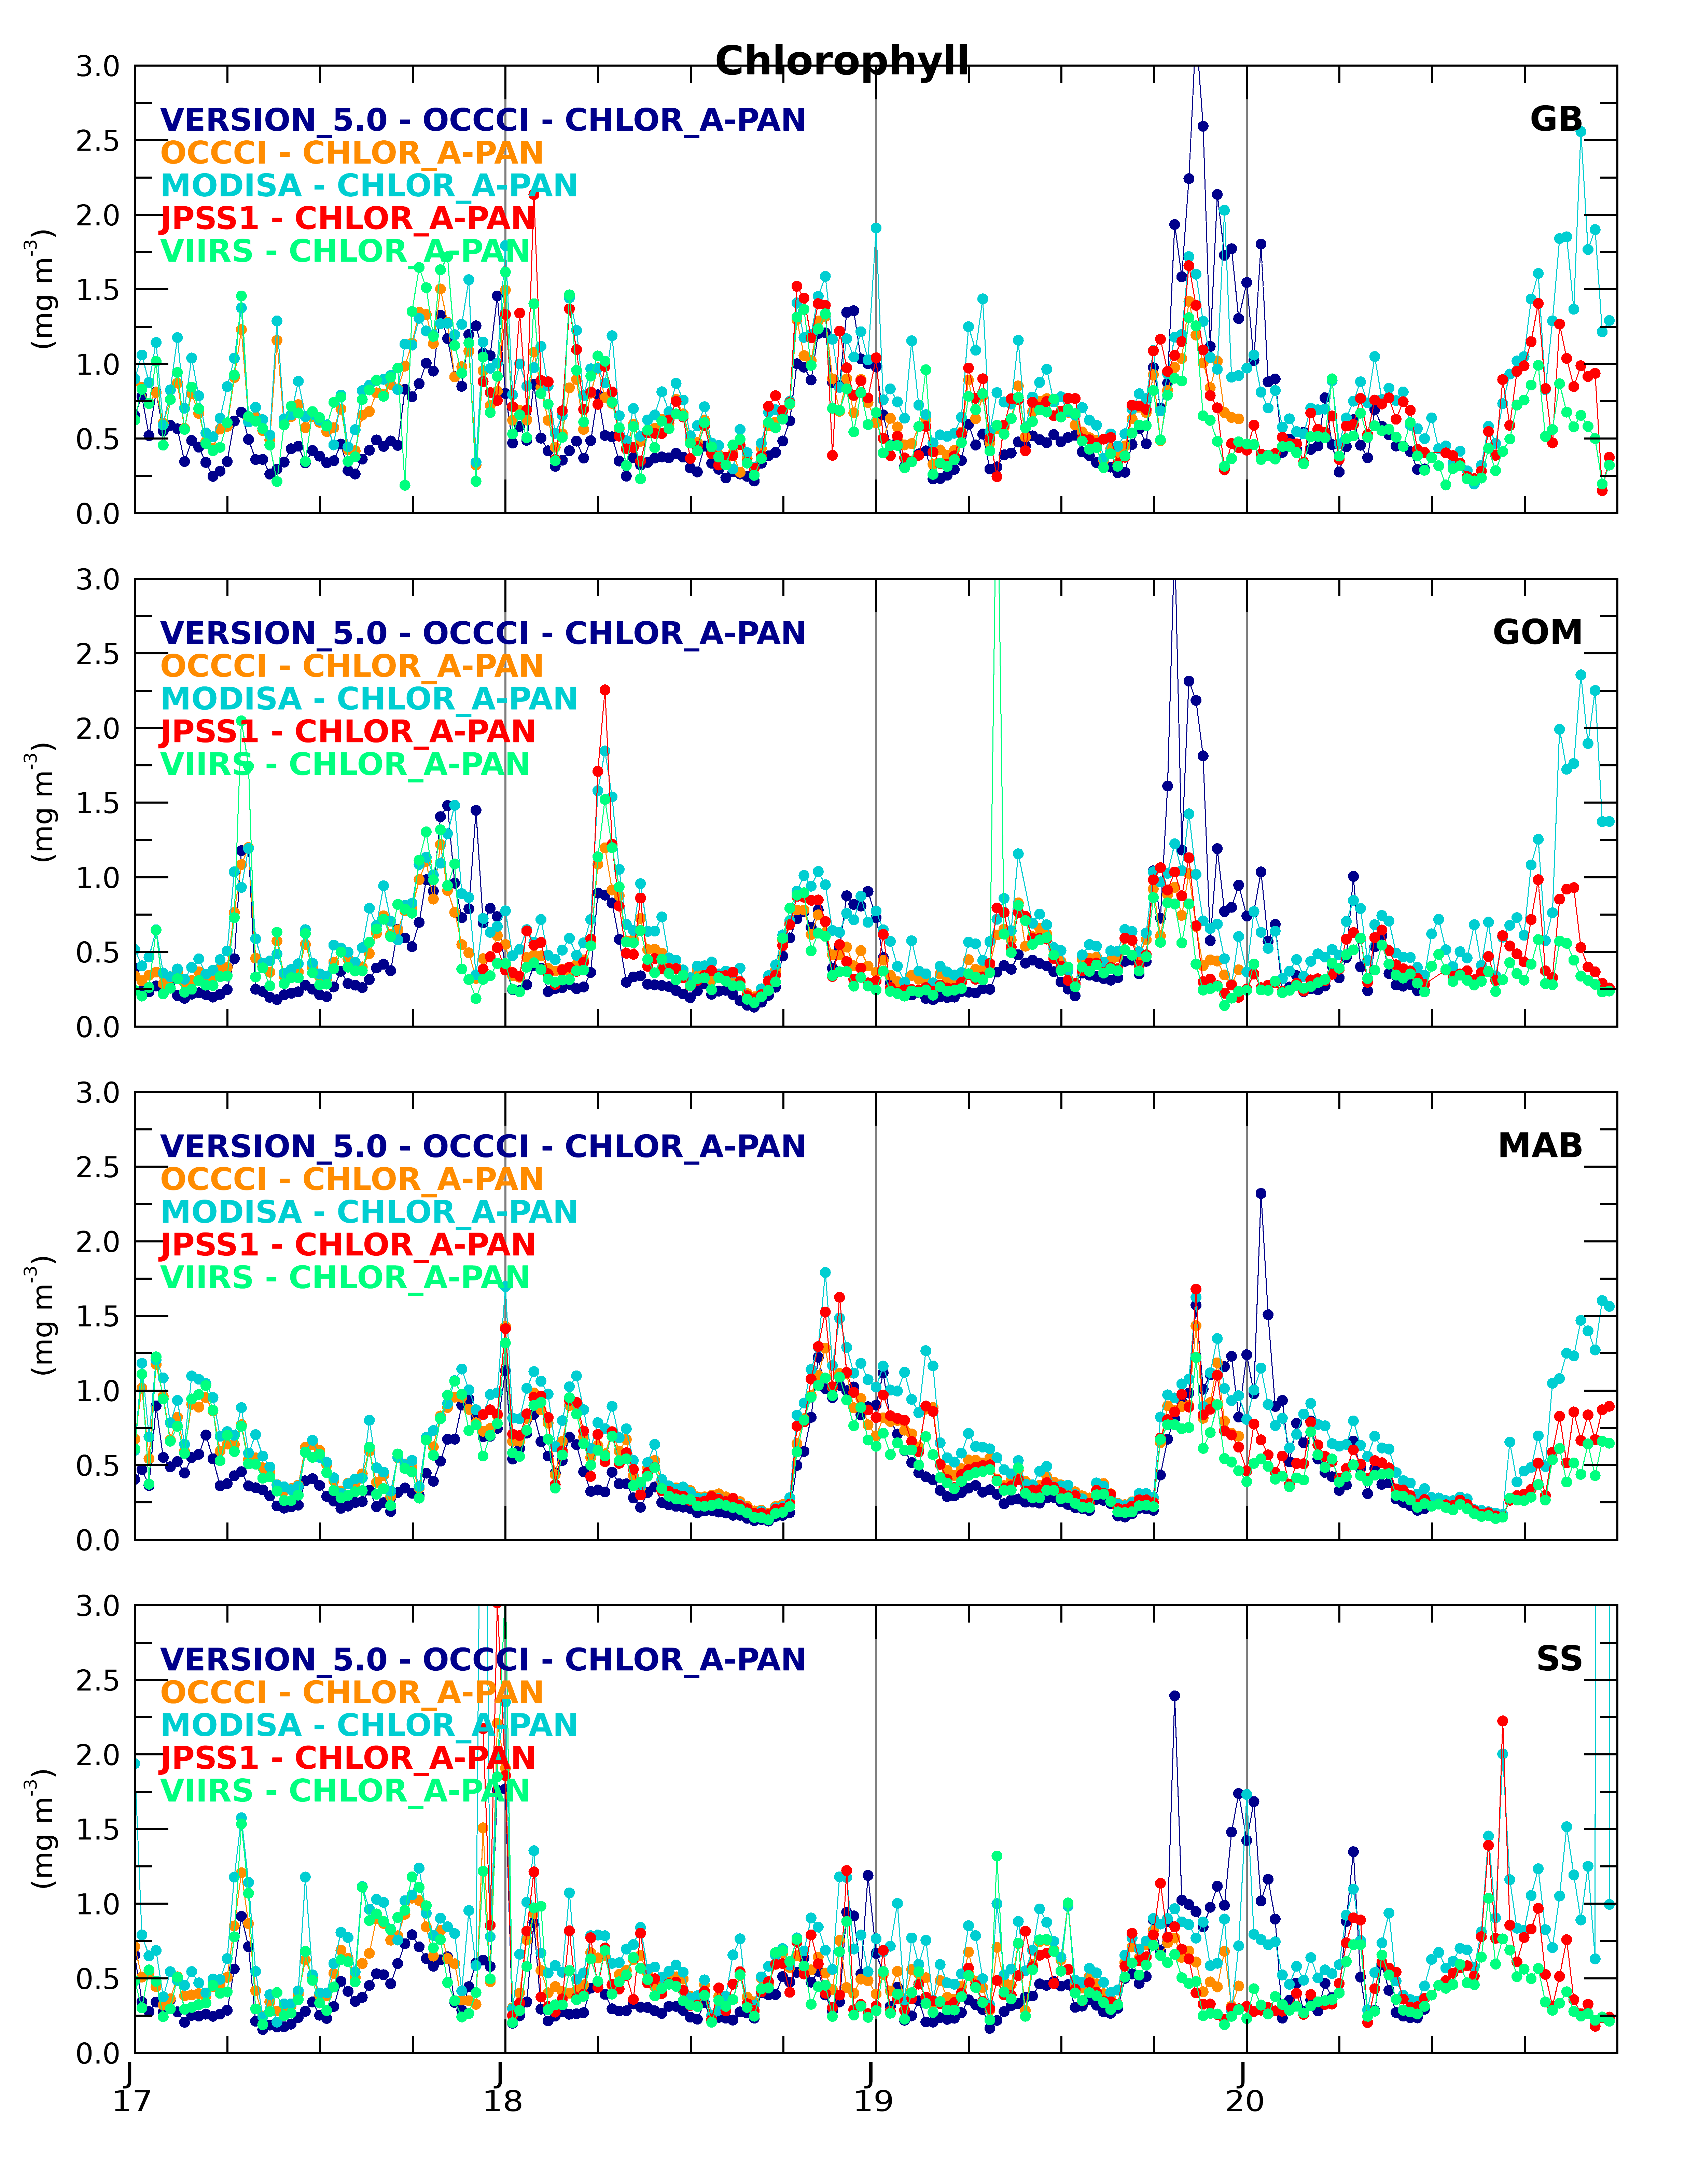 Chlorophyll
3.0
VERSION_5.0 - OCCCI - CHLOR_A-PAN
GB
2.5
OCCCI - CHLOR_A-PAN
MODISA - CHLOR_A-PAN
2.0
JPSS1 - CHLOR_A-PAN
VIIRS - CHLOR_A-PAN
(mg m-3)
1.5
1.0
0.5
0.0
3.0
VERSION_5.0 - OCCCI - CHLOR_A-PAN
GOM
2.5
OCCCI - CHLOR_A-PAN
MODISA - CHLOR_A-PAN
2.0
JPSS1 - CHLOR_A-PAN
VIIRS - CHLOR_A-PAN
(mg m-3)
1.5
1.0
0.5
0.0
3.0
VERSION_5.0 - OCCCI - CHLOR_A-PAN
MAB
2.5
OCCCI - CHLOR_A-PAN
MODISA - CHLOR_A-PAN
2.0
JPSS1 - CHLOR_A-PAN
VIIRS - CHLOR_A-PAN
(mg m-3)
1.5
1.0
0.5
0.0
3.0
VERSION_5.0 - OCCCI - CHLOR_A-PAN
SS
2.5
OCCCI - CHLOR_A-PAN
MODISA - CHLOR_A-PAN
2.0
JPSS1 - CHLOR_A-PAN
VIIRS - CHLOR_A-PAN
(mg m-3)
1.5
1.0
0.5
0.0
J J J J
17 18 19 20